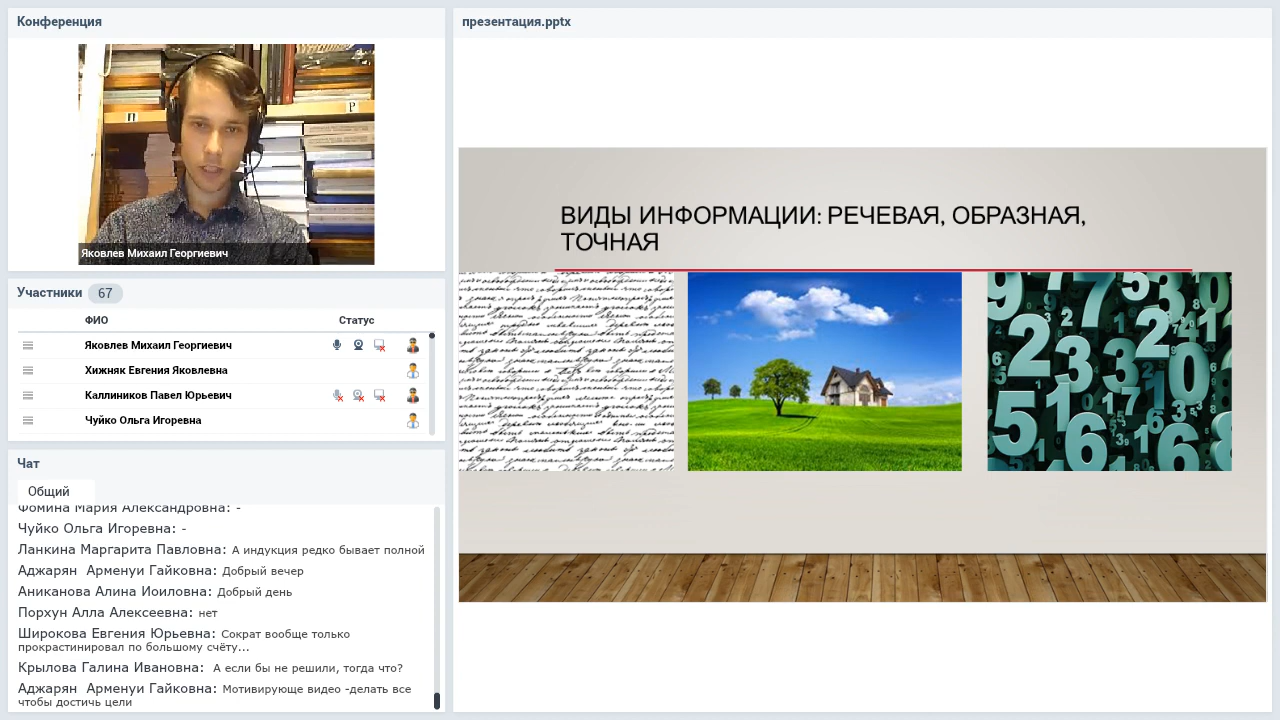 Конференция
П
Р
Яковлев Михаил Георгиевич
Участники 67
ФИО Статус
Яковлев Михаил Георгиевич
Хижняк Евгения Яковлевна
Каллиников Павел Юрьевич
Чуйко Ольга Игоревна
Чат
Общий
Фомина Мария Александровна: -
Чуйко Ольга Игоревна: -
Ланкина Маргарита Павловна: А индукция редко бывает полной
Аджарян Арменуи Гайковна: Добрый вечер
Аниканова Алина Иоиловна: Добрый день
Порхун Алла Алексеевна: нет
Широкова Евгения Юрьевна: Сократ вообще только
прокрастинировал по большому счёту...
Крылова Галина Ивановна: А если бы не решили, тогда что?
Аджарян Арменуи Гайковна: Мотивирующе видео -делать все
чтобы достичь цели
презентация.pptx
ВИДЫ ИНФОРМАЦИИ: РЕЧЕВАЯ, ОБРАЗНАЯ,
ТОЧНАЯ